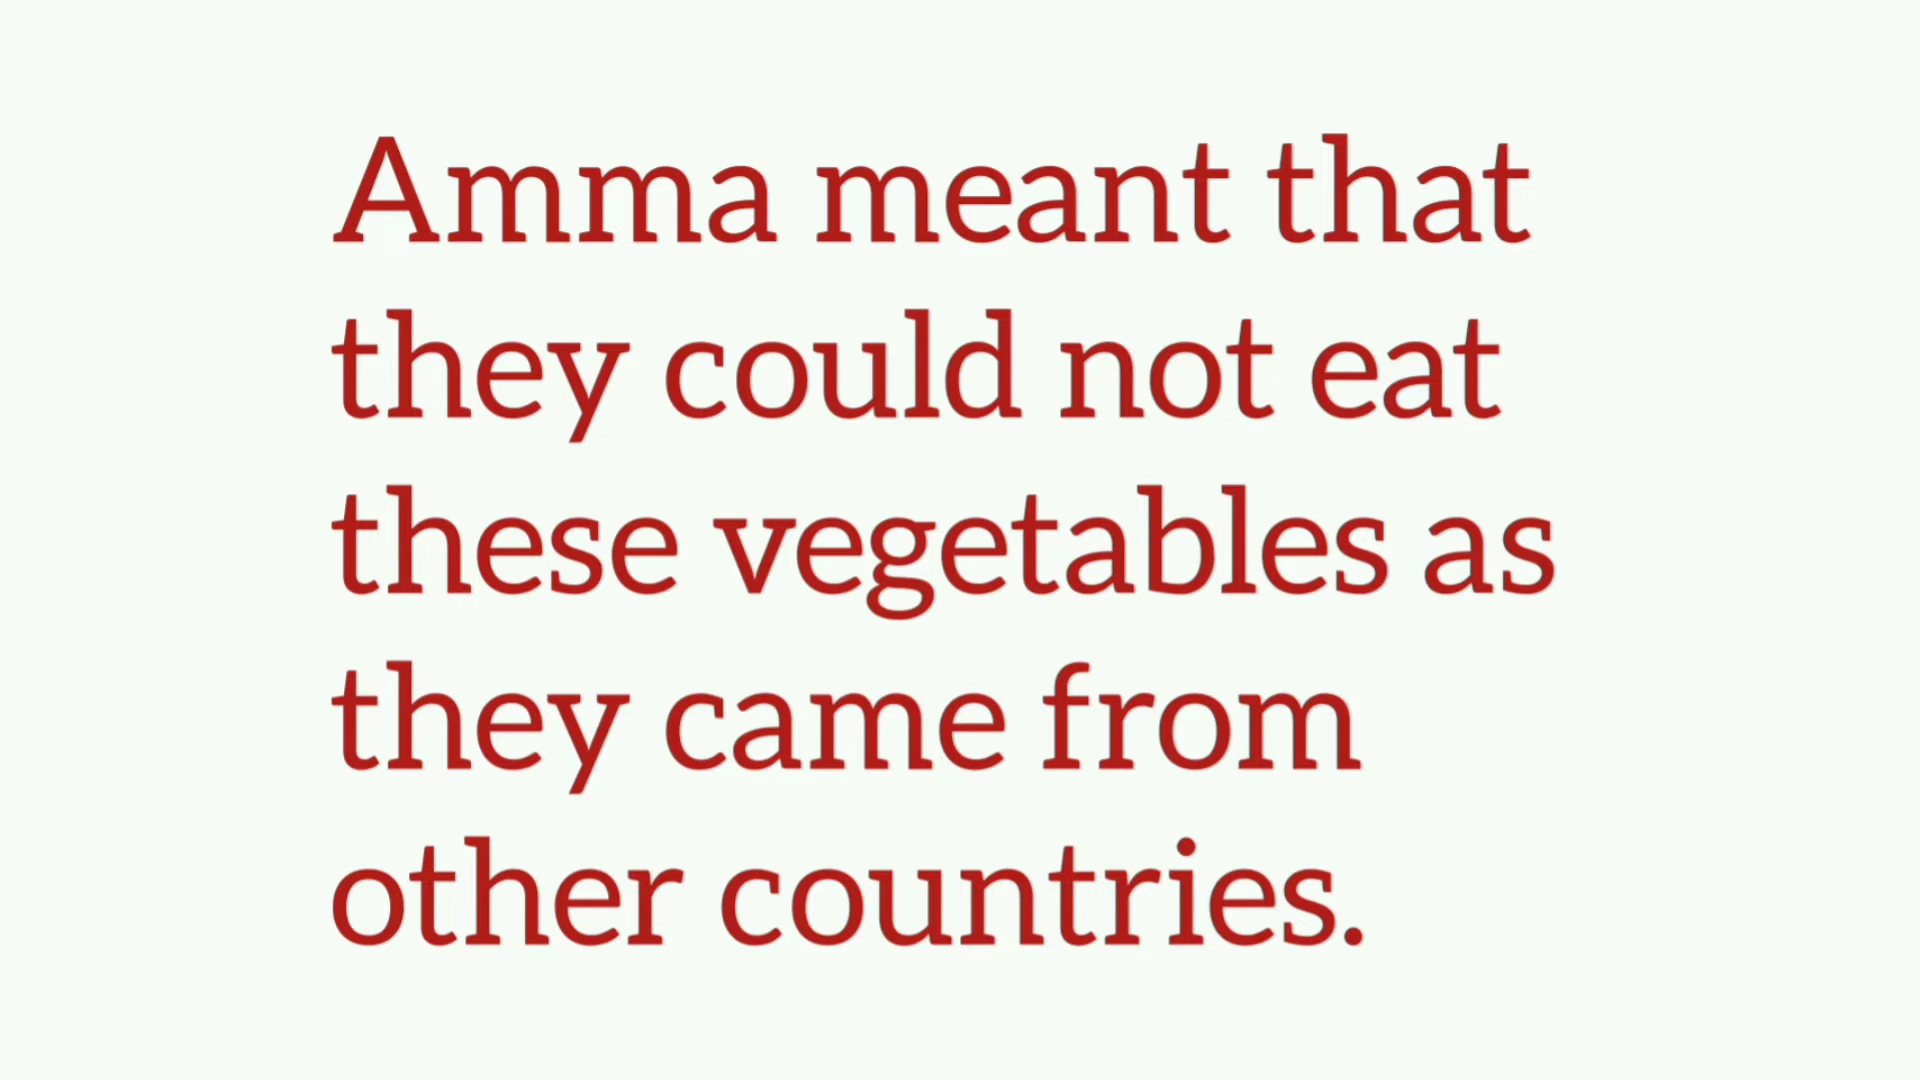 Amma meant that
they could not eat
these vegetables as
they came from
other countries.